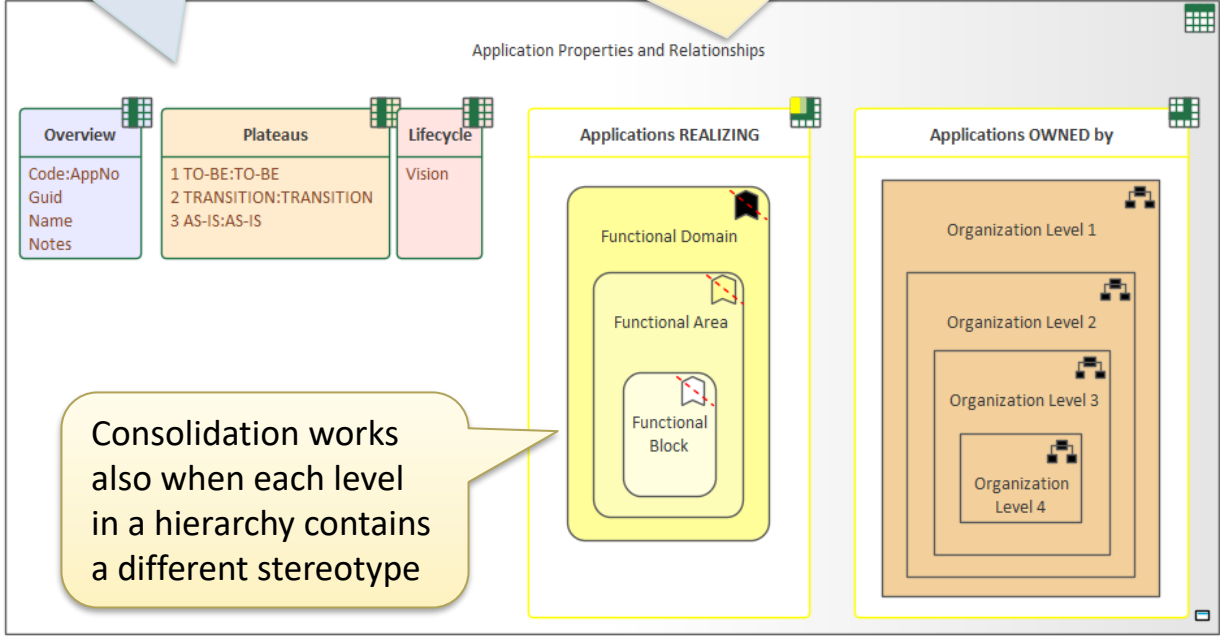 Application Properties and Relationships
Overview
Code:AppNo
Guid
Name
Notes
Plateaus
1 TO-BE:TO-BE
2 TRANSITION:TRANSITION
3 AS-IS:AS-IS
Lifecycle
Vision
Applications REALIZING
Functional Domain
Functional Area
Functional
Block
Applications OWNED by
Organization Level 1
Organization Level 2
Organization Level 3
Organization
Level 4
Consolidation works
also when each level
in a hierarchy contains
a different stereotype